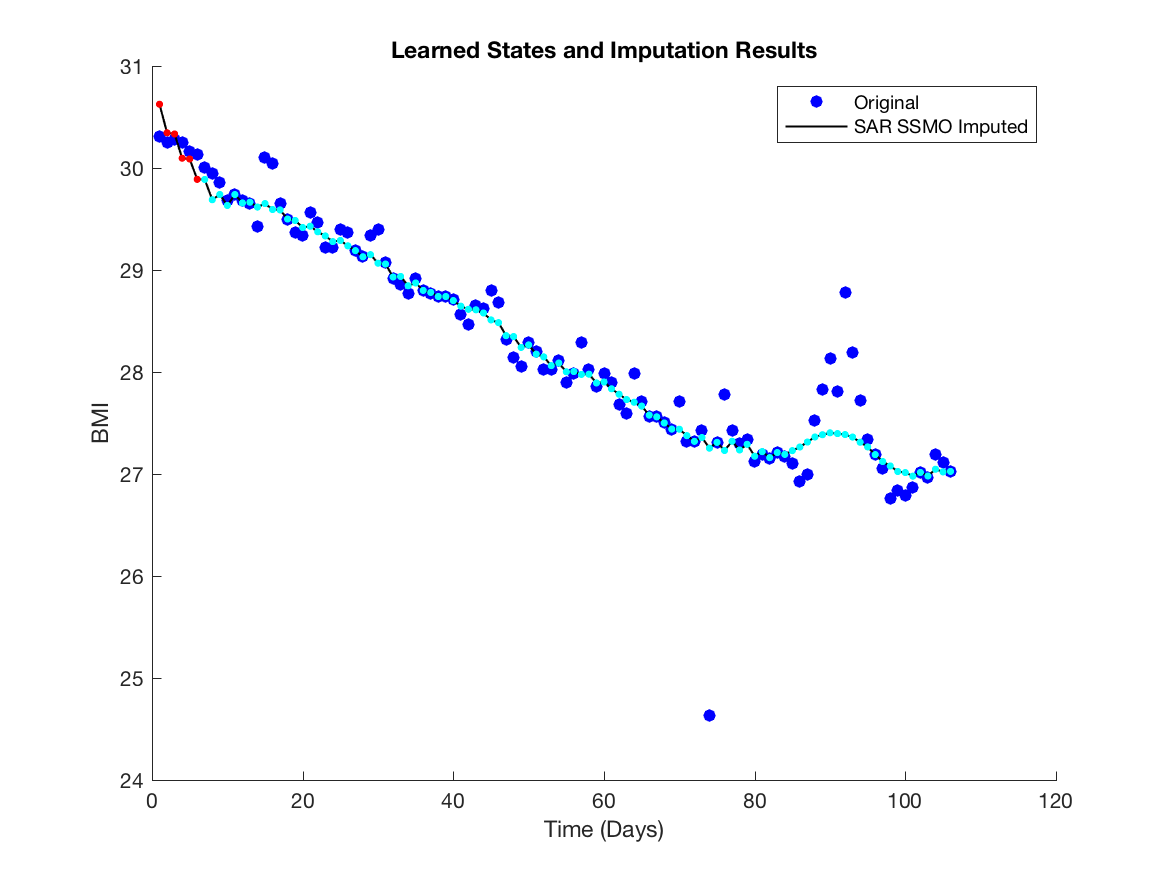 Learned States and Imputation Results
31
30
29
28
27
26
25
24
BMI
Original
SAR SSMO Imputed
0 20 40 60 80 100 120
Time (Days)